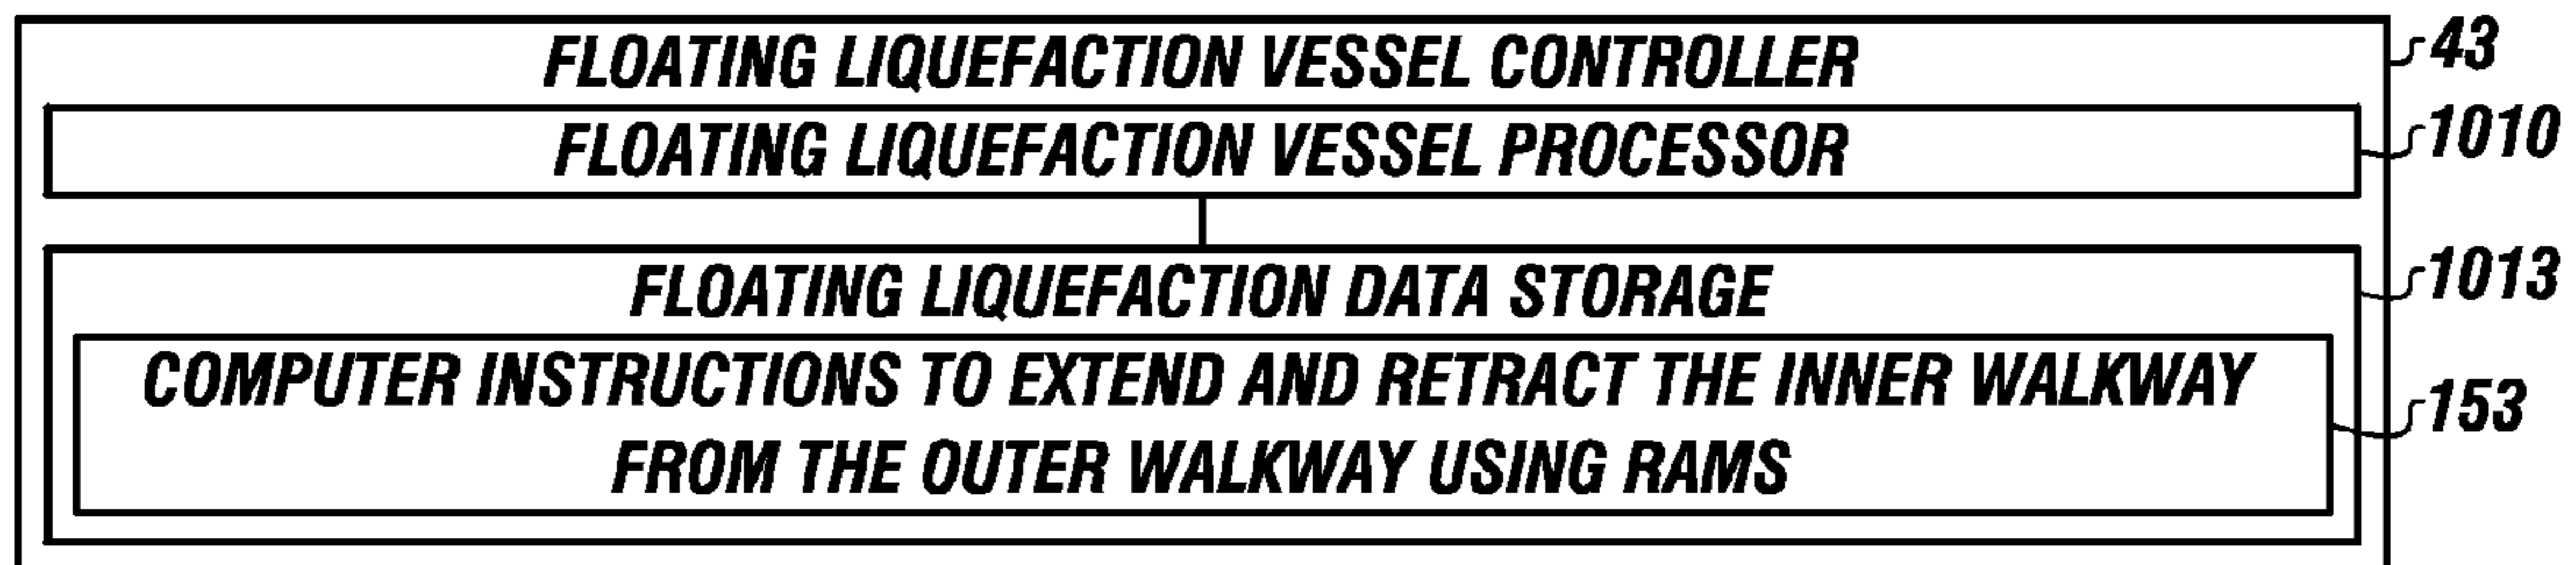 FLOATING LIQUEFACTION VESSEL CONTROLLER 43
FLOATING LIQUEFACTION VESSEL PROCESSOR 1010
FLOATING LIQUEFACTION DATA STORAGE 1013
COMPUTER INSTRUCTIONS TO EXTEND AND RETRACT THE INNER WALKWAY 153
FROM THE OUTER WALKWAY USING RAMS